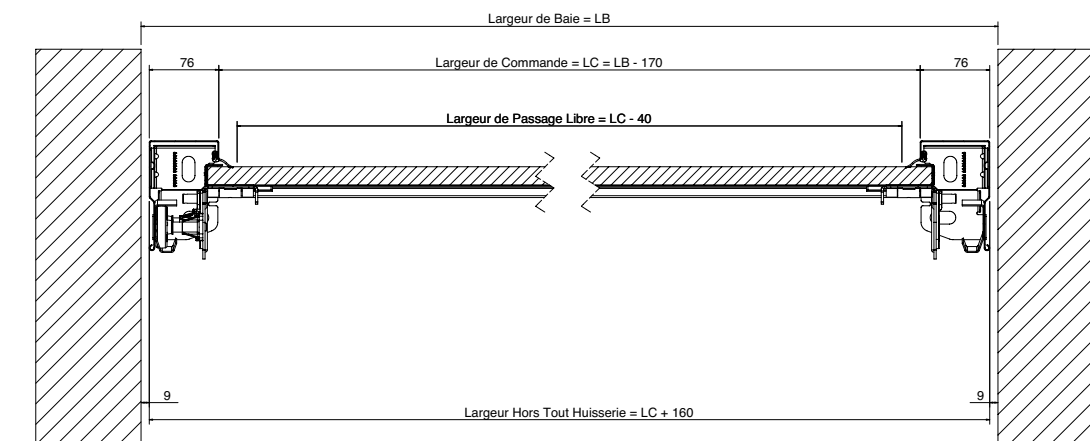 Largeur de Baie = LB
76
Largeur de Commande = LC = LB - 170
76
Largeur de Passage Libre = LC - 40
9
9
Largeur Hors Tout Huisserie = LC + 160